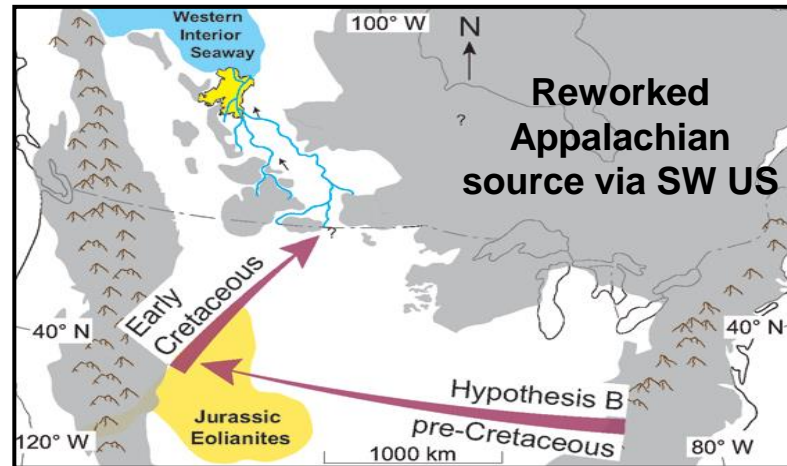 Western
Interior
Seaway
100° W
N
?
Reworked
Appalachian
source via SW US
?
Early
Cretaceous
40° N
40° N
Jurassic
Eolianites
Hypothesis B
pre-Cretaceous
120° W
1000 km
80° W